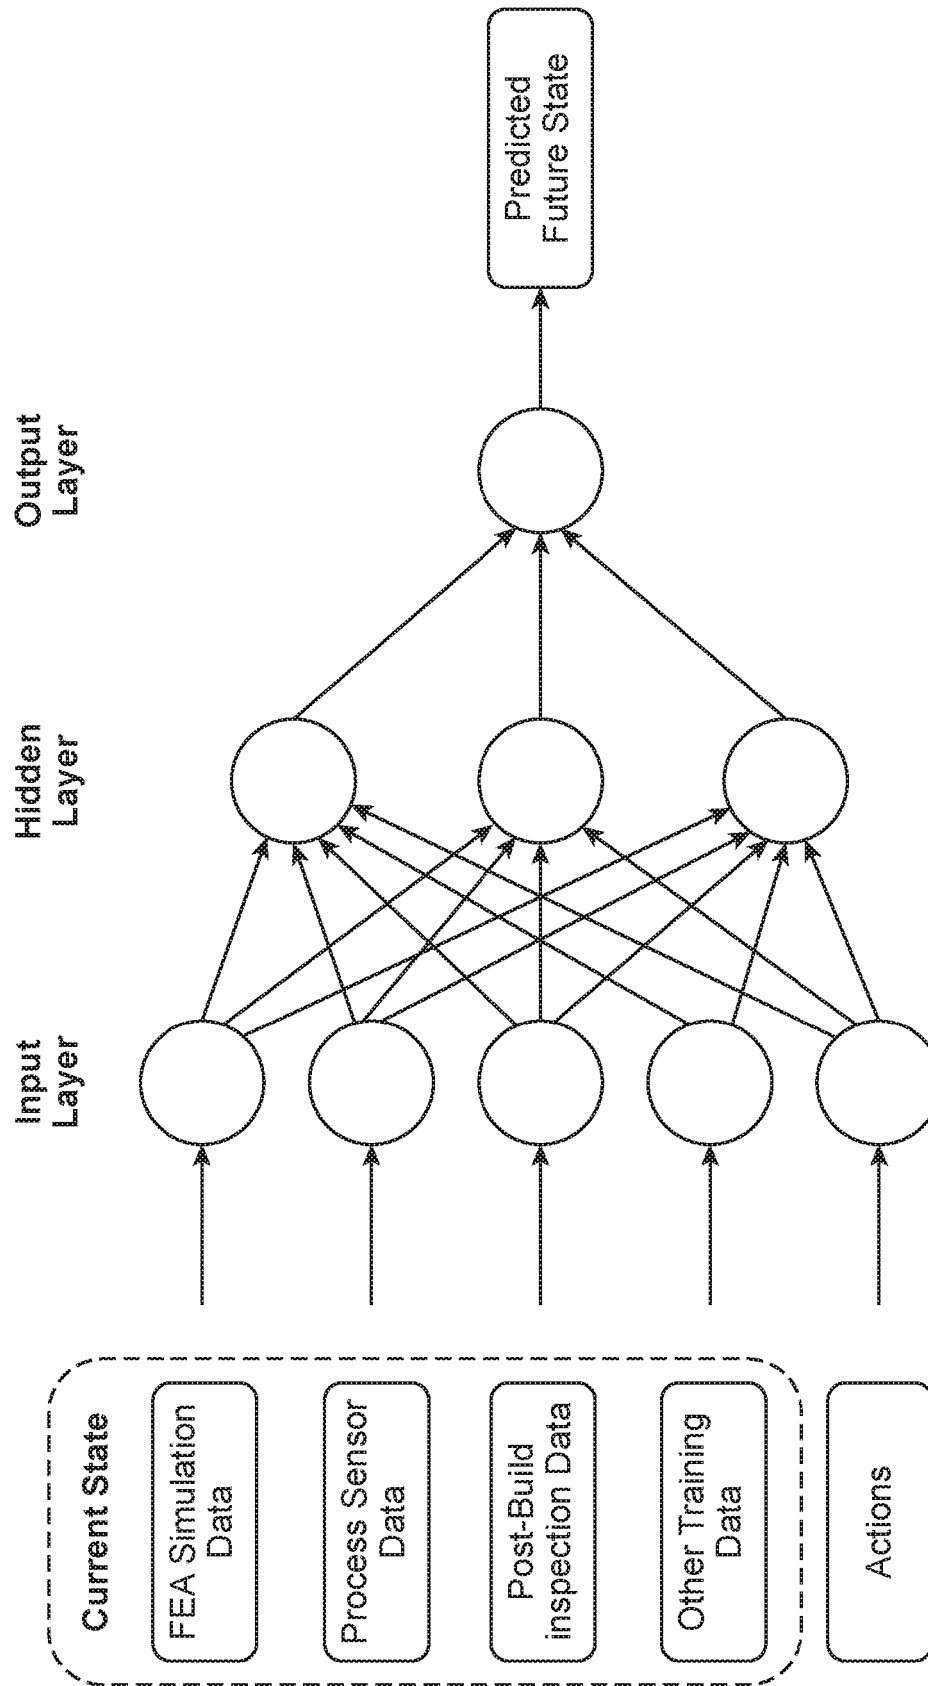 Input
Layer
Hidden
Layer
Output
Layer
Current State
FEA Simulation
Data
Process Sensor
Data
Post-Build
inspection Data
Other Training
Data
Actions
Predicted
Future State